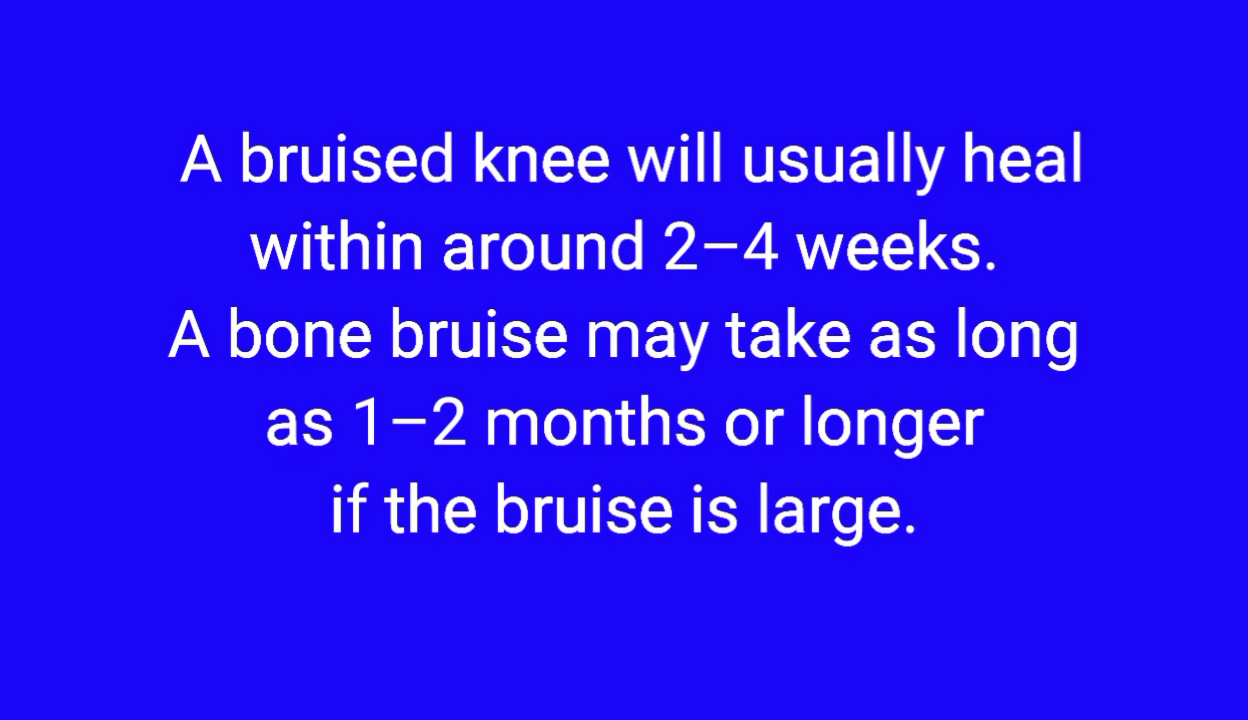 A bruised knee will usually heal
within around 2–4 weeks.
A bone bruise may take as long
as 1–2 months or longer
if the bruise is large.